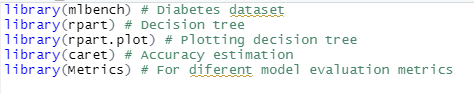 library(mlbench) # Diabetes dataset
library(rpart) # Decision tree
library(rpart.plot) # Plotting decision tree
library(caret) # Accuracy estimation
library(Metrics) # For diferent model evaluation metrics